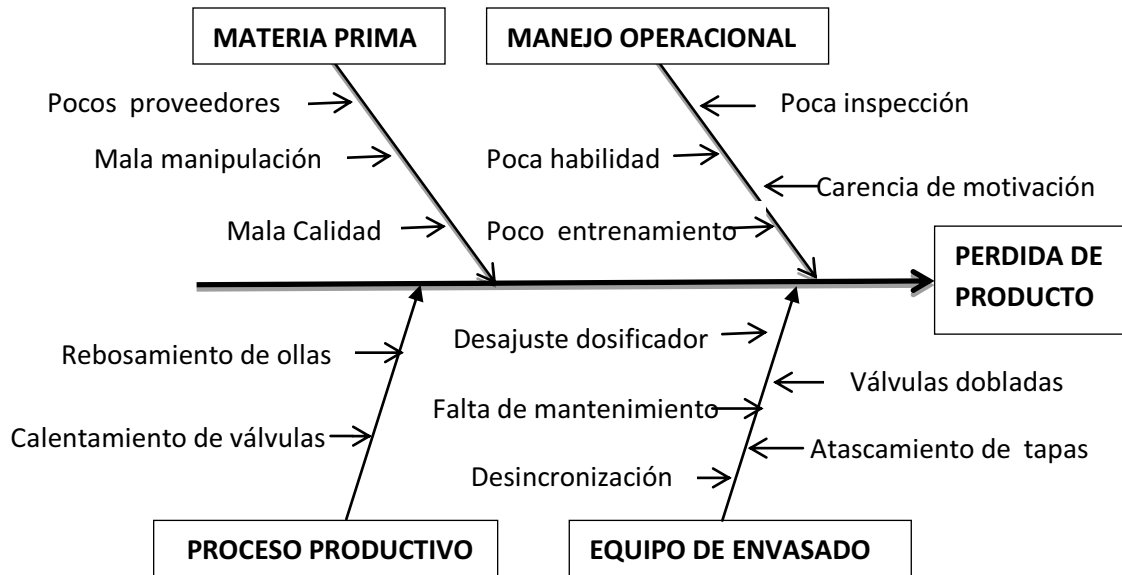 MATERIA PRIMA
MANEJO OPERACIONAL
Pocos proveedores
Poca inspección
Mala manipulación
Poca habilidad
Carencia de motivación
Mala Calidad
Poco entrenamiento
PERDIDA DE
PRODUCTO
Rebosamiento de ollas
Desajuste dosificador
Válvulas dobladas
Falta de mantenimiento
Calentamiento de válvulas
Atascamiento de tapas
Desincronización
PROCESO PRODUCTIVO
EQUIPO DE ENVASADO